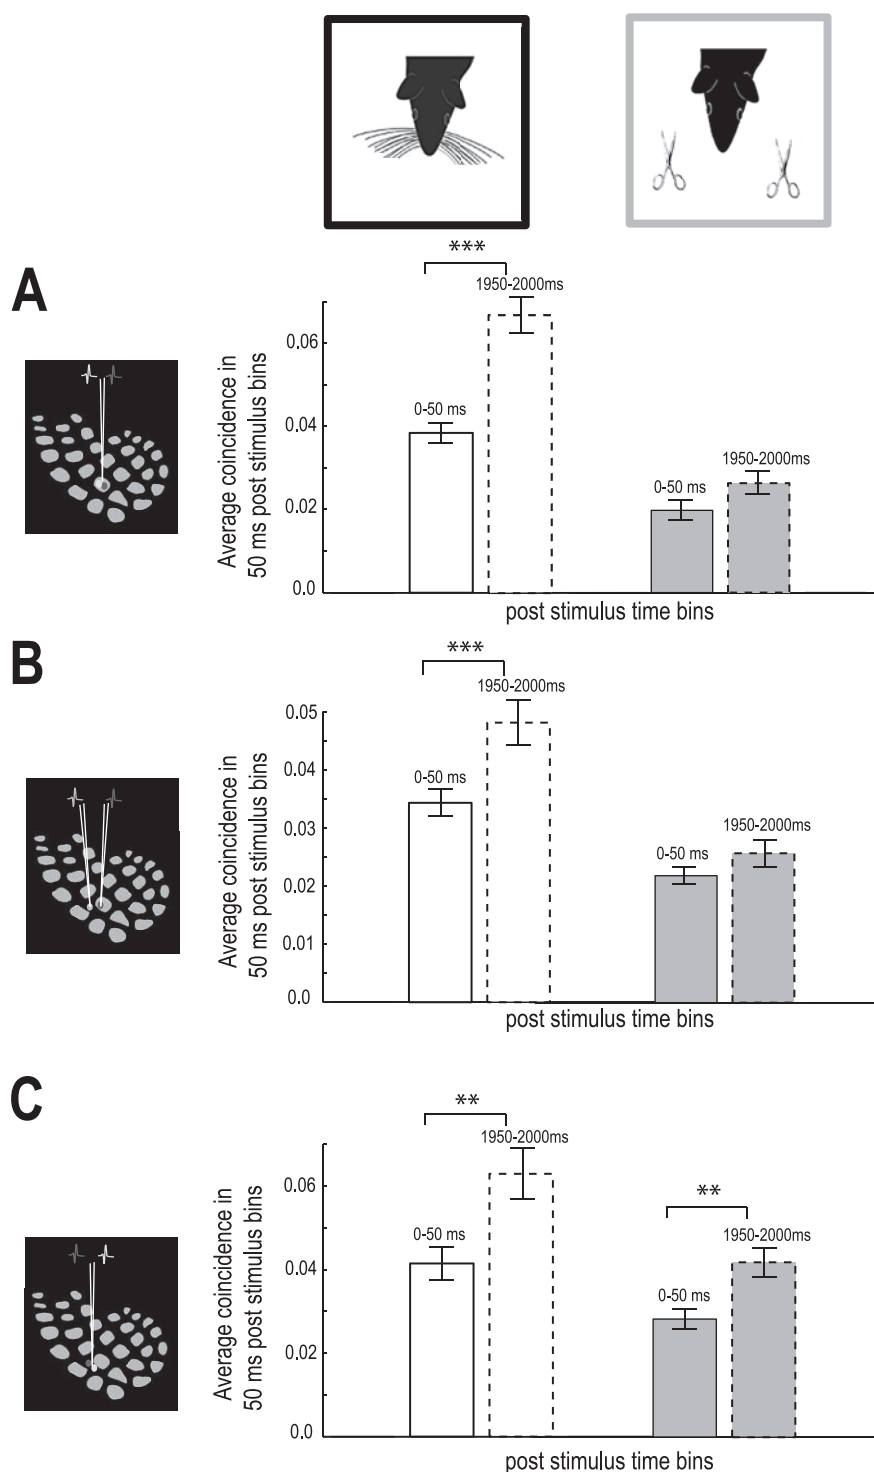 A
***
1950-2000ms
0-50 ms
1950-2000ms
0-50 ms
Average coincidence in
50 ms post stimulus bins
0.06
0.04
0.02
0.0
post stimulus time bins
B
***
1950-2000ms
0-50 ms
1950-2000ms
0-50 ms
Average coincidence in
50 ms post stimulus bins
0.05
0.04
0.03
0.02
0.01
0.0
post stimulus time bins
C
**
1950-2000ms
0-50 ms
**
1950-2000ms
0-50 ms
Average coincidence in
50 ms post stimulus bins
0.06
0.04
0.02
0.0
post stimulus time bins